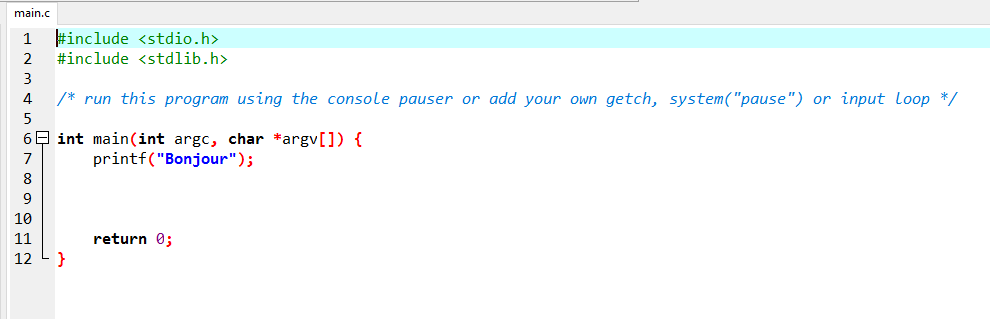 main.c
1 #include <stdio.h>
2 #include <stdlib.h>
3
4 /* run this program using the console pauser or add your own getch, system("pause") or input loop */
5
6 int main(int argc, char *argv[]) {
7 printf("Bonjour");
8
9
10
11 return 0;
12 }